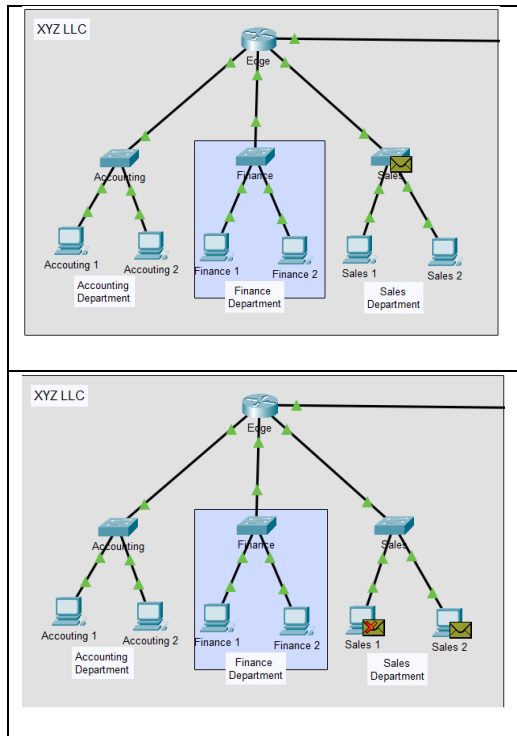 XYZ LLC
Edge
Accounting
Finance
Sales
Accouting 1
Accouting 2
Finance 1
Finance 2
Sales 1
Sales 2
Accounting
Department
Finance
Department
Sales
Department
XYZ LLC
Edge
Accounting
Finance
Sales
Accouting 1
Accouting 2
Finance 1
Finance 2
Sales 1
Sales 2
Accounting
Department
Finance
Department
Sales
Department